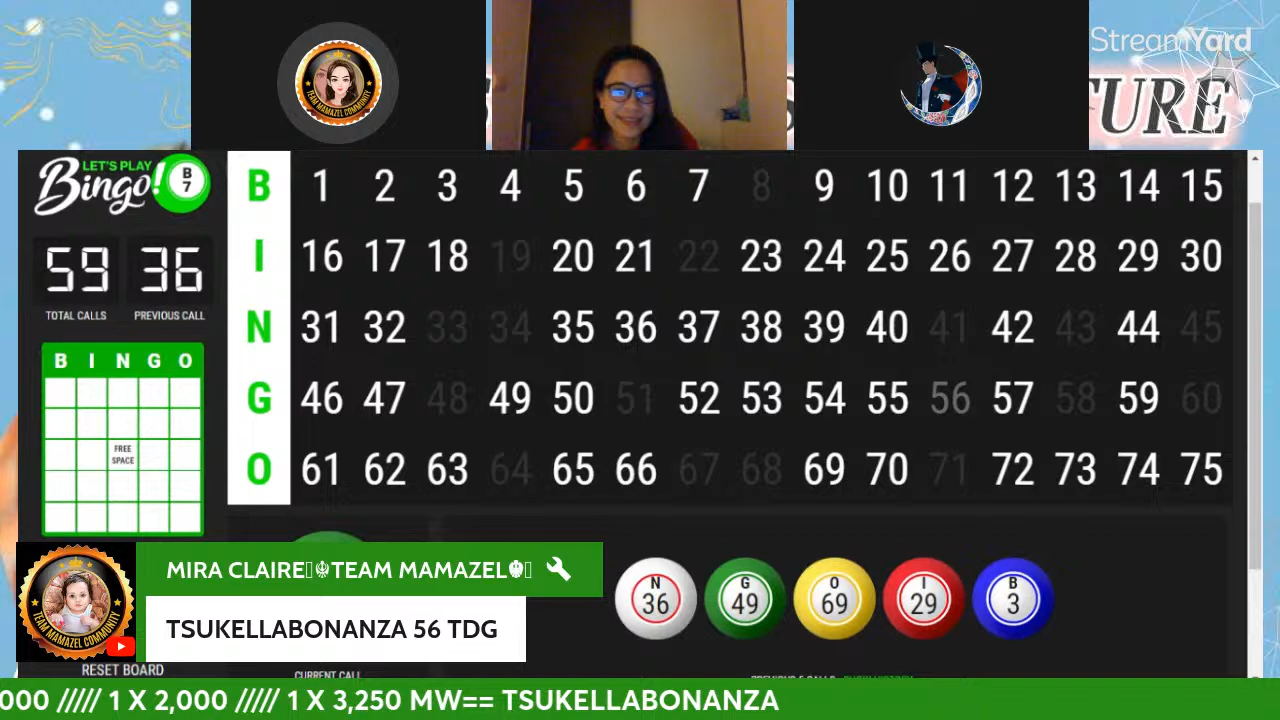 StreamYard
TURE
TEAM MAMAZEL COMMUNITY
LET'S PLAY
Bingo!
B
7
59 36
TOTAL CALLS PREVIOUS CALL
B I N G O
FREE
SPACE
B 1 2 3 4 5 6 7 8 9 10 11 12 13 14 15
I 16 17 18 19 20 21 22 23 24 25 26 27 28 29 30
N 31 32 33 34 35 36 37 38 39 40 41 42 43 44 45
G 46 47 48 49 50 51 52 53 54 55 56 57 58 59 60
O 61 62 63 64 65 66 67 68 69 70 71 72 73 74 75
N G O I B
36 49 69 29 3
MIRA CLAIRE TEAM MAMAZEL
TSUKELLABONANZA 56 TDG
TEAM MAMAZEL COMMUNITY
RESET BOARD
CURRENT CALL
000 ///// 1 X 2,000 ///// 1 X 3,250 MW== TSUKELLABONANZA